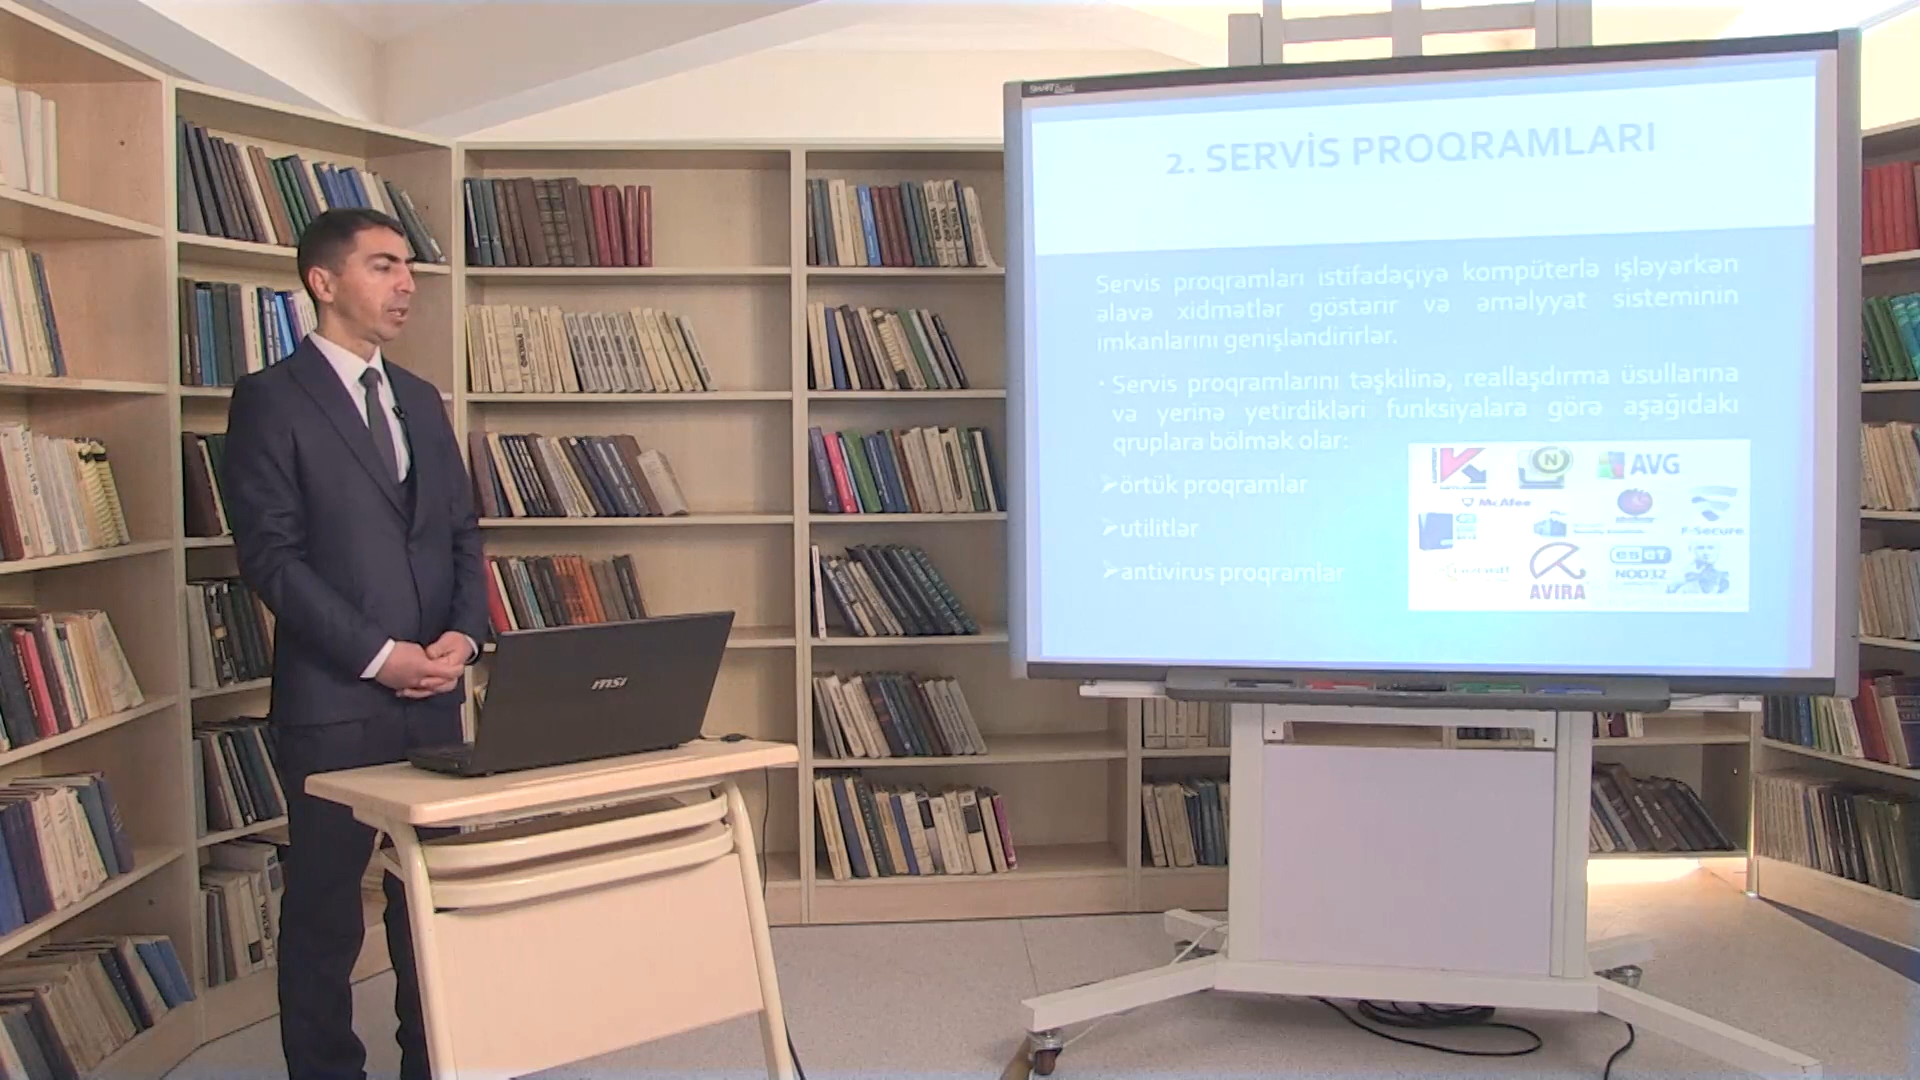 SMART Board
2. SERVİS PROQRAMLARI
Servis proqramları istifadəçiyə kompüterlə işləyərkən
əlavə xidmətlər göstərir və əməlyyat sisteminin
imkanlarını genişləndirirlər.
• Servis proqramlarını təşkilinə, reallaşdırma üsullarına
və yerinə yetirdikləri funksiyalara görə aşağıdakı
qruplara bölmək olar:
➢örtük proqramlar
➢utilitlər
➢antivirus proqramlar
N
AVG
McAfee
F-Secure
AVIRA
eseT
NOD32
msi